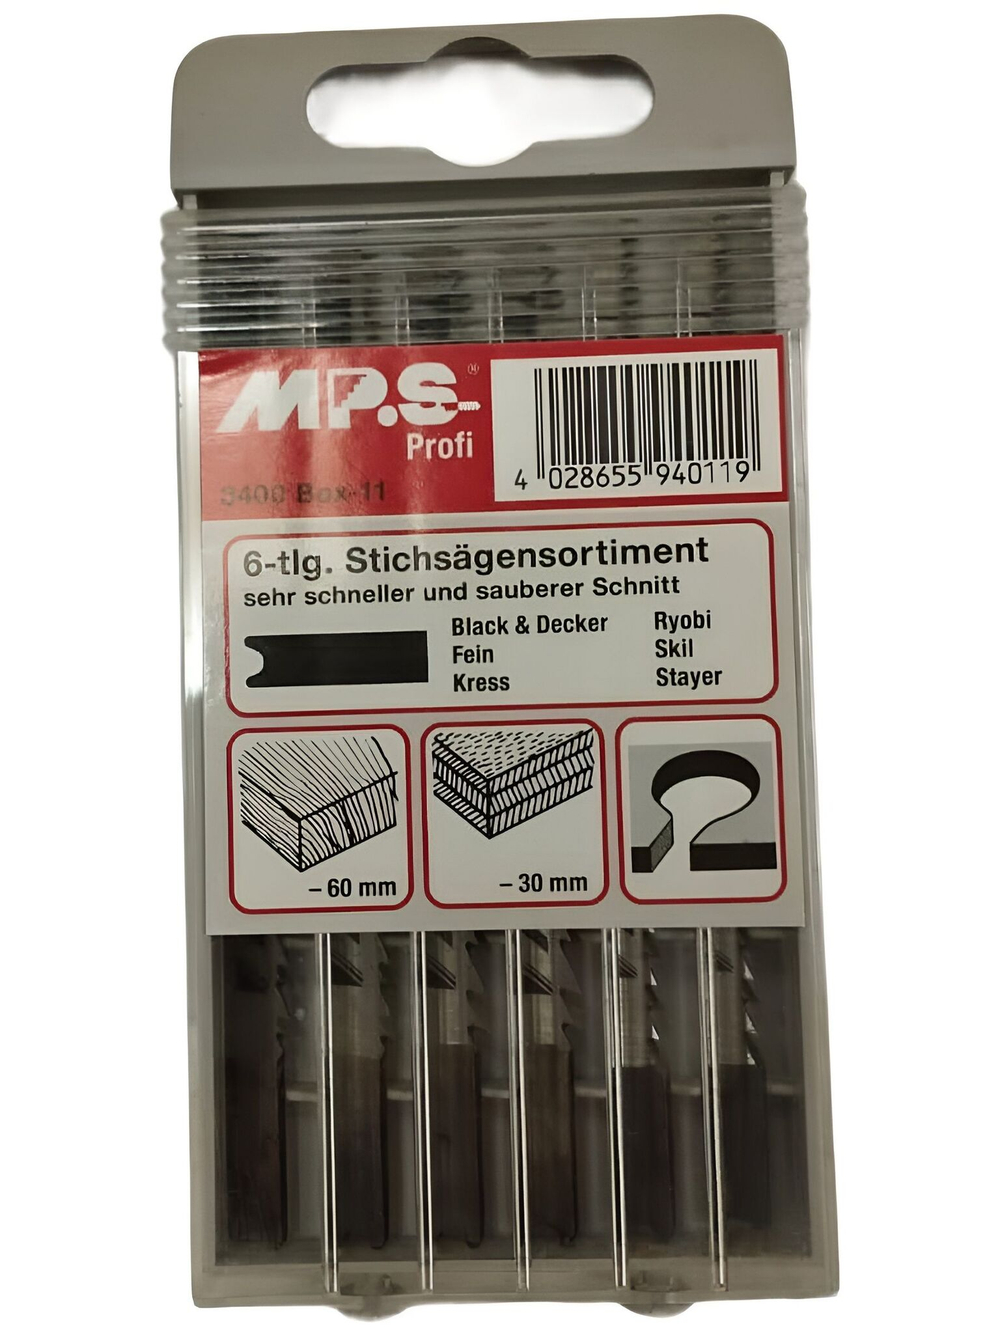 MP.S ®
Profi
3400 Box-11
4 028655 940119
6-tlg. Stichsägensortiment
sehr schneller und sauberer Schnitt
Black & Decker Ryobi
Fein Skil
Kress Stayer
– 60 mm
– 30 mm